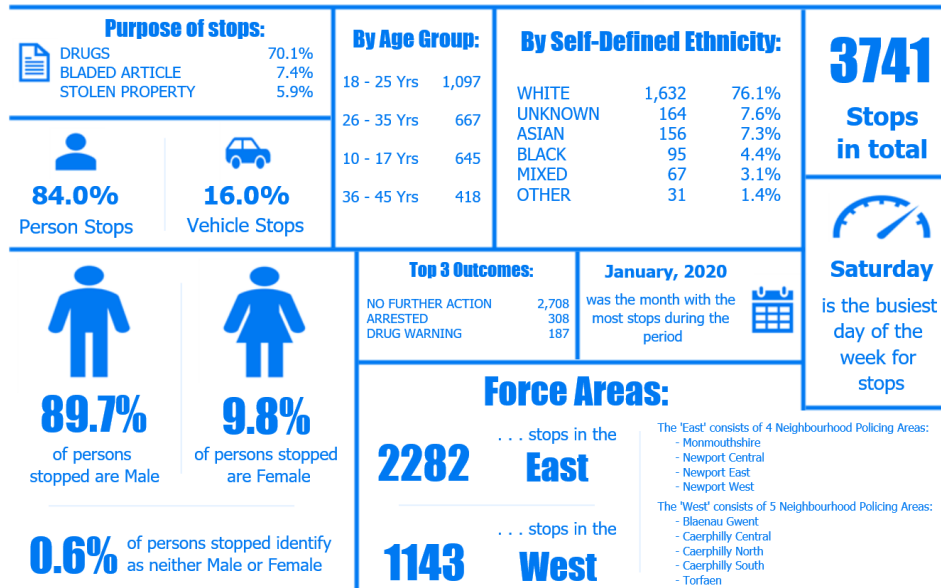 Purpose of stops:
DRUGS 70.1%
BLADED ARTICLE 7.4%
STOLEN PROPERTY 5.9%
84.0%
Person Stops
16.0%
Vehicle Stops
By Age Group:
18 - 25 Yrs 1,097
26 - 35 Yrs 667
10 - 17 Yrs 645
36 - 45 Yrs 418
By Self-Defined Ethnicity:
WHITE 1,632 76.1%
UNKNOWN 164 7.6%
ASIAN 156 7.3%
BLACK 95 4.4%
MIXED 67 3.1%
OTHER 31 1.4%
3741
Stops
in total
Saturday
is the busiest
day of the
week for
stops
89.7%
of persons
stopped are Male
9.8%
of persons stopped
are Female
0.6%
of persons stopped identify
as neither Male or Female
Top 3 Outcomes:
NO FURTHER ACTION 2,708
ARRESTED 308
DRUG WARNING 187
January, 2020
was the month with the
most stops during the
period
Force Areas:
2282
. . . stops in the
East
1143
. . . stops in the
West
The 'East' consists of 4 Neighbourhood Policing Areas:
- Monmouthshire
- Newport Central
- Newport East
- Newport West
The 'West' consists of 5 Neighbourhood Policing Areas:
- Blaenau Gwent
- Caerphilly Central
- Caerphilly North
- Caerphilly South
- Torfaen